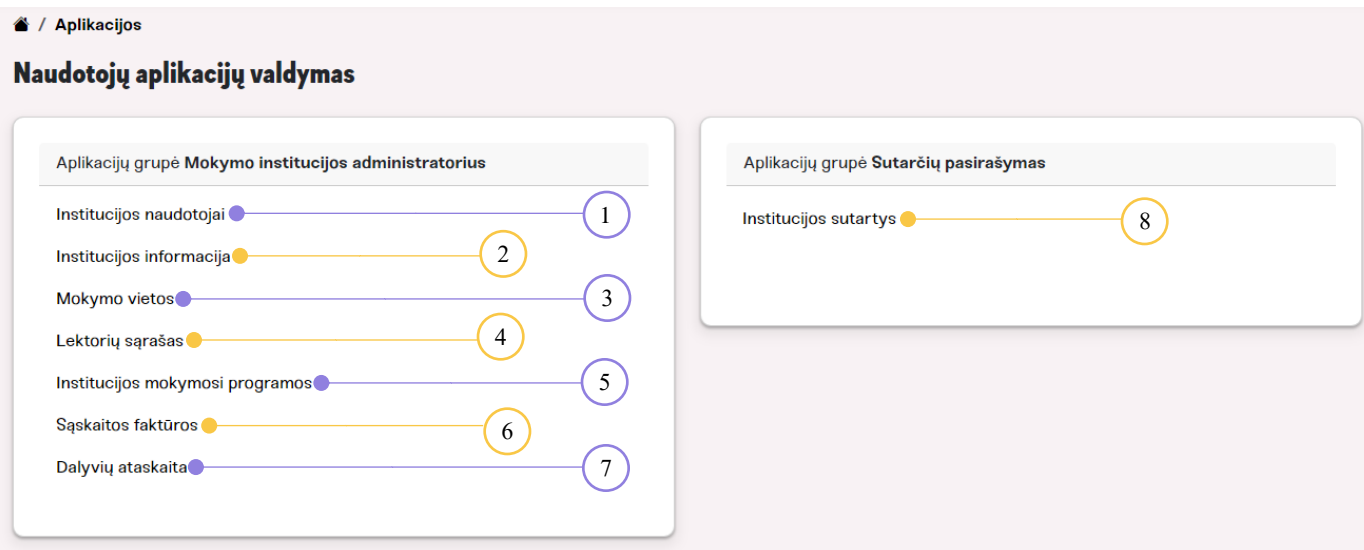 / Aplikacijos
Naudotojų aplikacijų valdymas
Aplikacijų grupė Mokymo institucijos administratorius
Institucijos naudotojai 1
Institucijos informacija 2
Mokymo vietos 3
Lektorių sąrašas 4
Institucijos mokymosi programos 5
Sąskaitos faktūros 6
Dalyvių ataskaita 7
Aplikacijų grupė Sutarčių pasirašymas
Institucijos sutartys 8